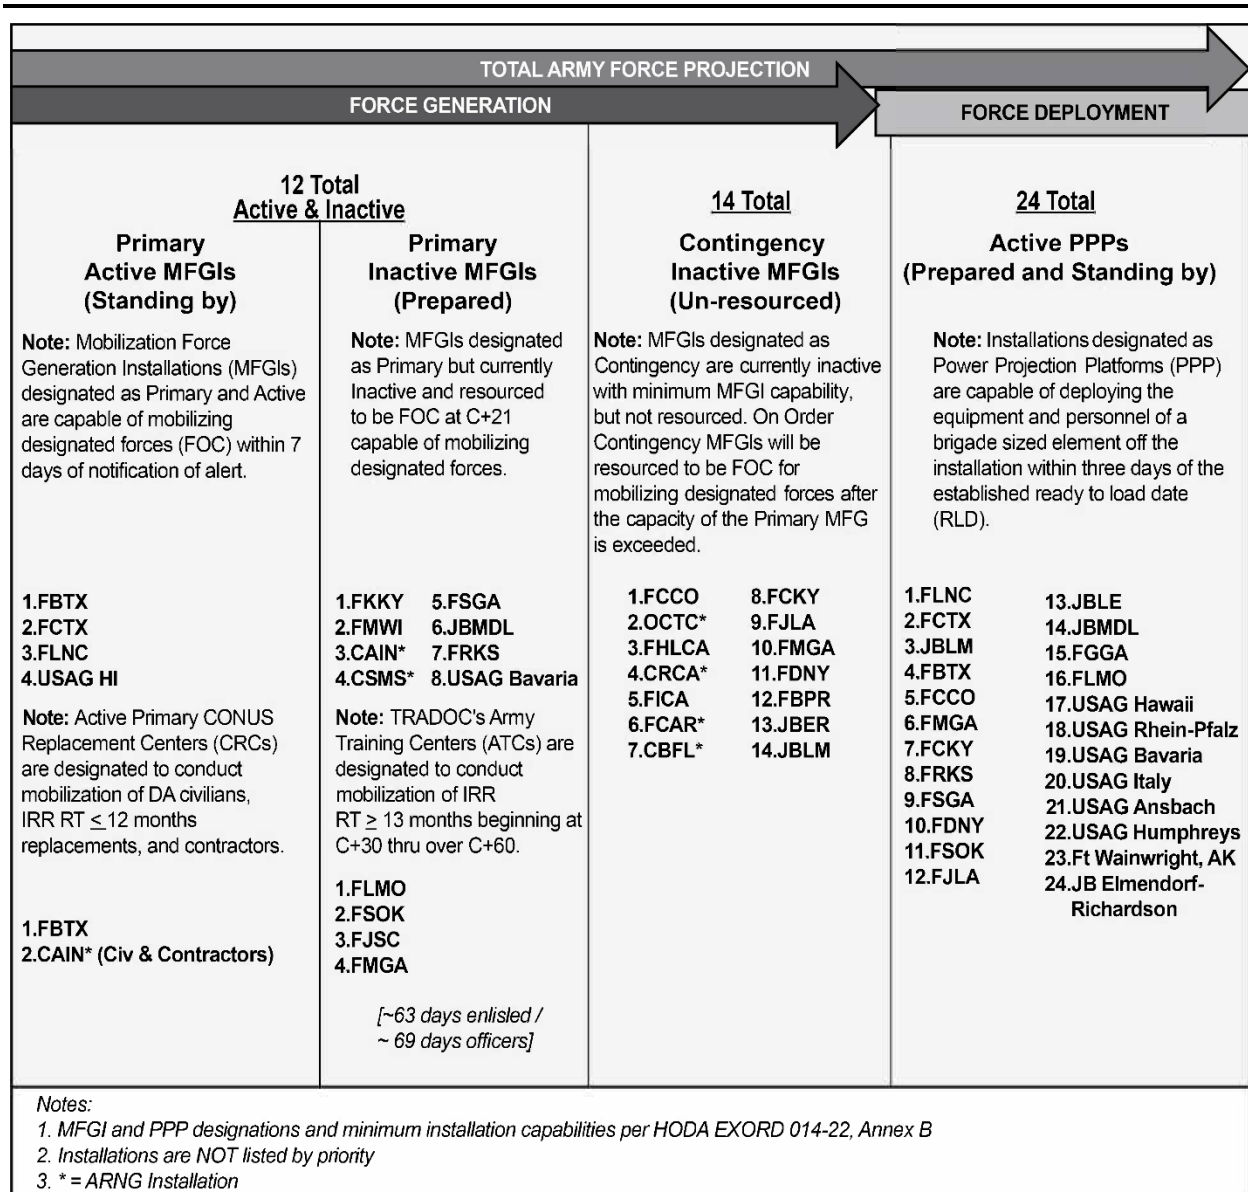 TOTAL ARMY FORCE PROJECTION
FORCE GENERATION
FORCE DEPLOYMENT
12 Total
Active & Inactive
Primary
Active MFGIs
(Standing by)
Note: Mobilization Force
Generation Installations (MFGIs)
designated as Primary and Active
are capable of mobilizing
designated forces (FOC) within 7
days of notification of alert.
1.FBTX
2.FCTX
3.FLNC
4.USAG HI
Note: Active Primary CONUS
Replacement Centers (CRCs)
are designated to conduct
mobilization of DA civilians,
IRR RT < 12 months
replacements, and contractors.
1.FBTX
2.CAIN* (Civ & Contractors)
Primary
Inactive MFGIs
(Prepared)
Note: MFGIs designated
as Primary but currently
Inactive and resourced
to be FOC at C+21
capable of mobilizing
designated forces.
1.FKKY 5.FSGA
2.FMWI 6.JBMDL
3.CAIN* 7.FRKS
4.CSMS* 8.USAG Bavaria
Note: TRADOC's Army
Training Centers (ATCs) are
designated to conduct
mobilization of IRR
RT > 13 months beginning at
C+30 thru over C+60.
1.FLMO
2.FSOK
3.FJSC
4.FMGA
[~63 days enlisled /
~ 69 days officers]
14 Total
Contingency
Inactive MFGIs
(Un-resourced)
Note: MFGIs designated as
Contingency are currently inactive
with minimum MFGI capability,
but not resourced. On Order
Contingency MFGIs will be
resourced to be FOC for
mobilizing designated forces after
the capacity of the Primary MFG
is exceeded.
1.FCCO 8.FCKY
2.OCTC* 9.FJLA
3.FHLCA 10.FMGA
4.CRCA* 11.FDNY
5.FICA 12.FBPR
6.FCAR* 13.JBER
7.CBFL* 14.JBLM
24 Total
Active PPPs
(Prepared and Standing by)
Note: Installations designated as
Power Projection Platforms (PPP)
are capable of deploying the
equipment and personnel of a
brigade sized element off the
installation within three days of the
established ready to load date
(RLD).
1.FLNC
2.FCTX
3.JBLM
4.FBTX
5.FCCO
6.FMGA
7.FCKY
8.FRKS
9.FSGA
10.FDNY
11.FSOK
12.FJLA
13.JBLE
14.JBMDL
15.FGGA
16.FLMO
17.USAG Hawaii
18.USAG Rhein-Pfalz
19.USAG Bavaria
20.USAG Italy
21.USAG Ansbach
22.USAG Humphreys
23.Ft Wainwright, AK
24.JB Elmendorf-
Richardson
Notes:
1. MFGI and PPP designations and minimum installation capabilities per HODA EXORD 014-22, Annex B
2. Installations are NOT listed by priority
3. * = ARNG Installation